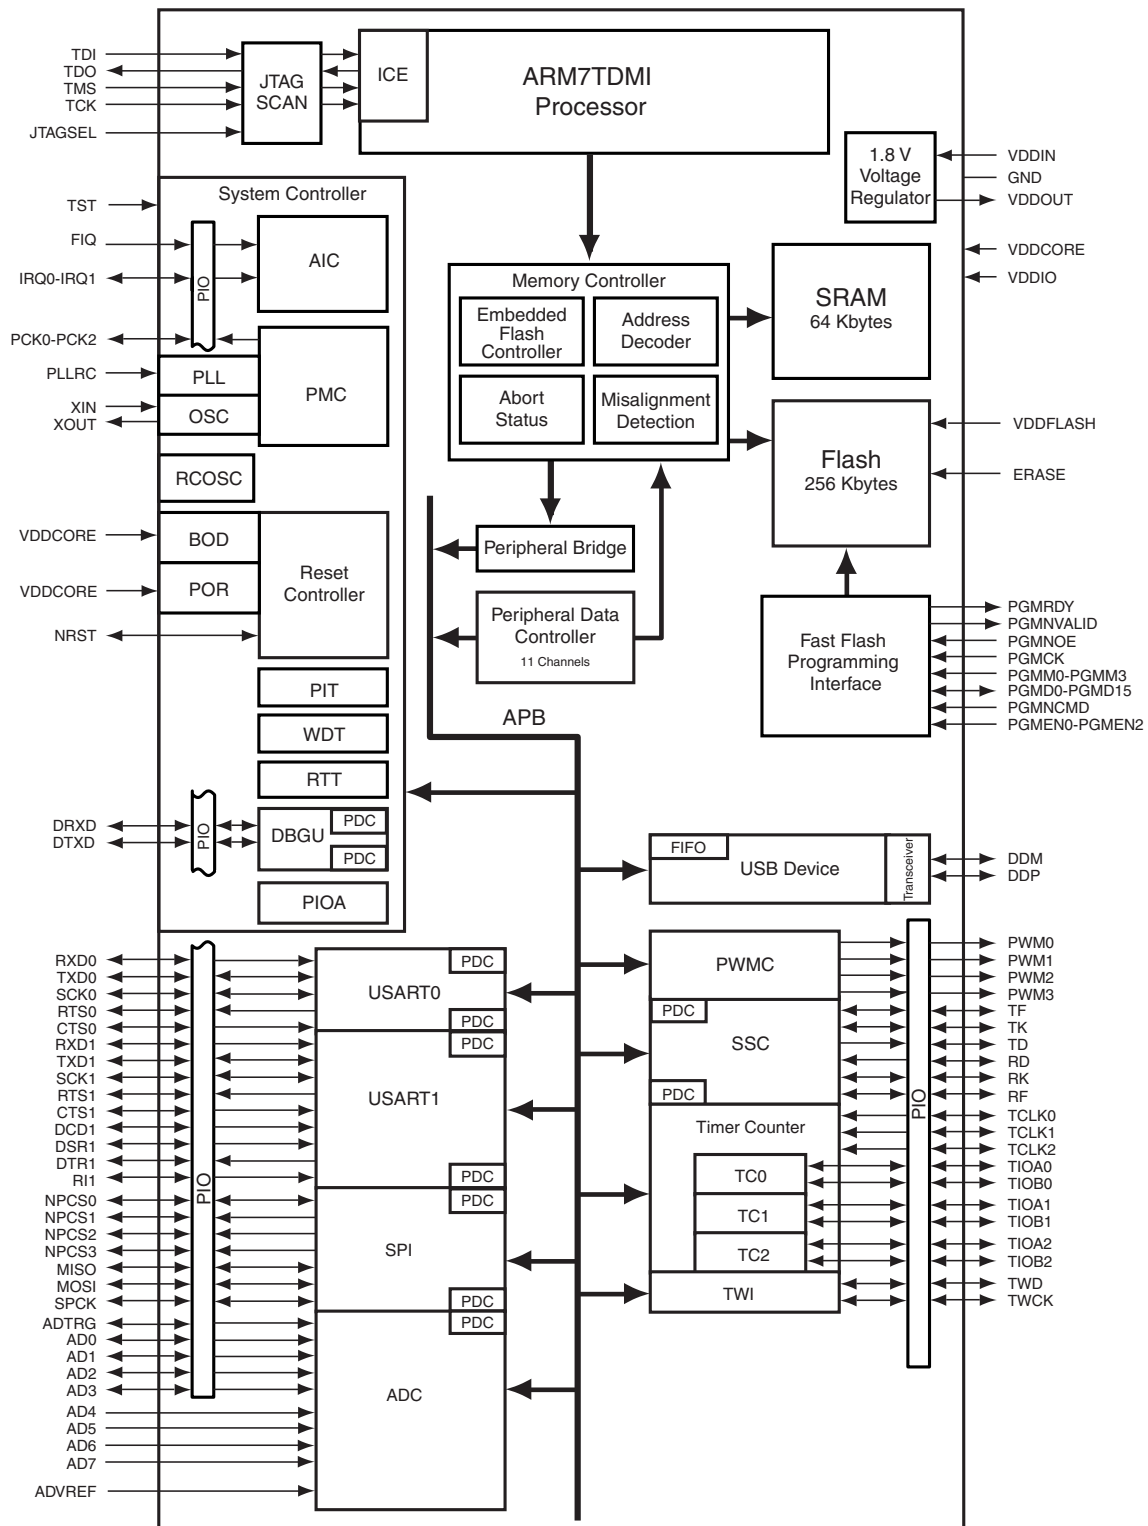 TDI
TDO
TMS
TCK
JTAGSEL
JTAG
SCAN
ICE
ARM7TDMI
Processor
1.8 V
Voltage
Regulator
VDDIN
GND
VDDOUT
VDDCORE
VDDIO
System Controller
TST
FIQ
IRQ0-IRQ1
PIO
AIC
PCK0-PCK2
PLLRC
XIN
XOUT
PLL
OSC
PMC
RCOSC
VDDCORE
BOD
VDDCORE
POR
Reset
Controller
NRST
PIT
WDT
RTT
DRXD
DTXD
PIO
DBGU
PDC
PDC
PIOA
Memory Controller
Embedded
Flash
Controller
Address
Decoder
Abort
Status
Misalignment
Detection
SRAM
64 Kbytes
Flash
256 Kbytes
VDDFLASH
ERASE
Peripheral Bridge
Peripheral Data
Controller
11 Channels
APB
Fast Flash
Programming
Interface
PGMRDY
PGMNVALID
PGMNOE
PGMCK
PGMM0-PGMM3
PGMD0-PGMD15
PGMNCMD
PGMEN0-PGMEN2
FIFO
USB Device
Transceiver
DDM
DDP
RXD0
TXD0
SCK0
RTS0
CTS0
RXD1
TXD1
SCK1
RTS1
CTS1
DCD1
DSR1
DTR1
RI1
NPCS0
NPCS1
NPCS2
NPCS3
MISO
MOSI
SPCK
ADTRG
AD0
AD1
AD2
AD3
AD4
AD5
AD6
AD7
ADVREF
PIO
PDC
USART0
PDC
PDC
USART1
PDC
PDC
SPI
PDC
PDC
ADC
PWMC
PDC
SSC
PDC
Timer Counter
TC0
TC1
TC2
TWI
PIO
PWM0
PWM1
PWM2
PWM3
TF
TK
TD
RD
RK
RF
TCLK0
TCLK1
TCLK2
TIOA0
TIOB0
TIOA1
TIOB1
TIOA2
TIOB2
TWD
TWCK